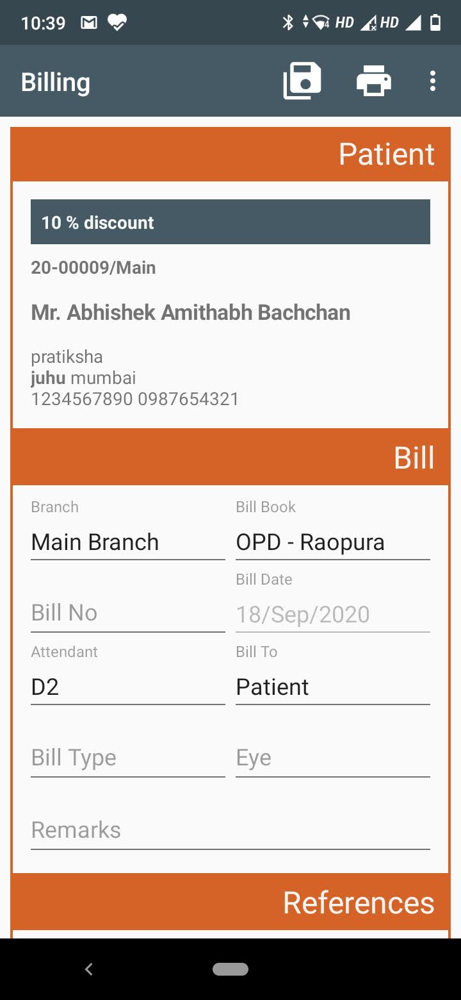 10:39 4 HD HD
Billing
Patient
10 % discount
20-00009/Main
Mr. Abhishek Amithabh Bachchan
pratiksha
juhu mumbai
1234567890 0987654321
Bill
Branch Bill Book
Main Branch OPD - Raopura
Bill Date
Bill No 18/Sep/2020
Attendant Bill To
D2 Patient
Bill Type Eye
Remarks
References